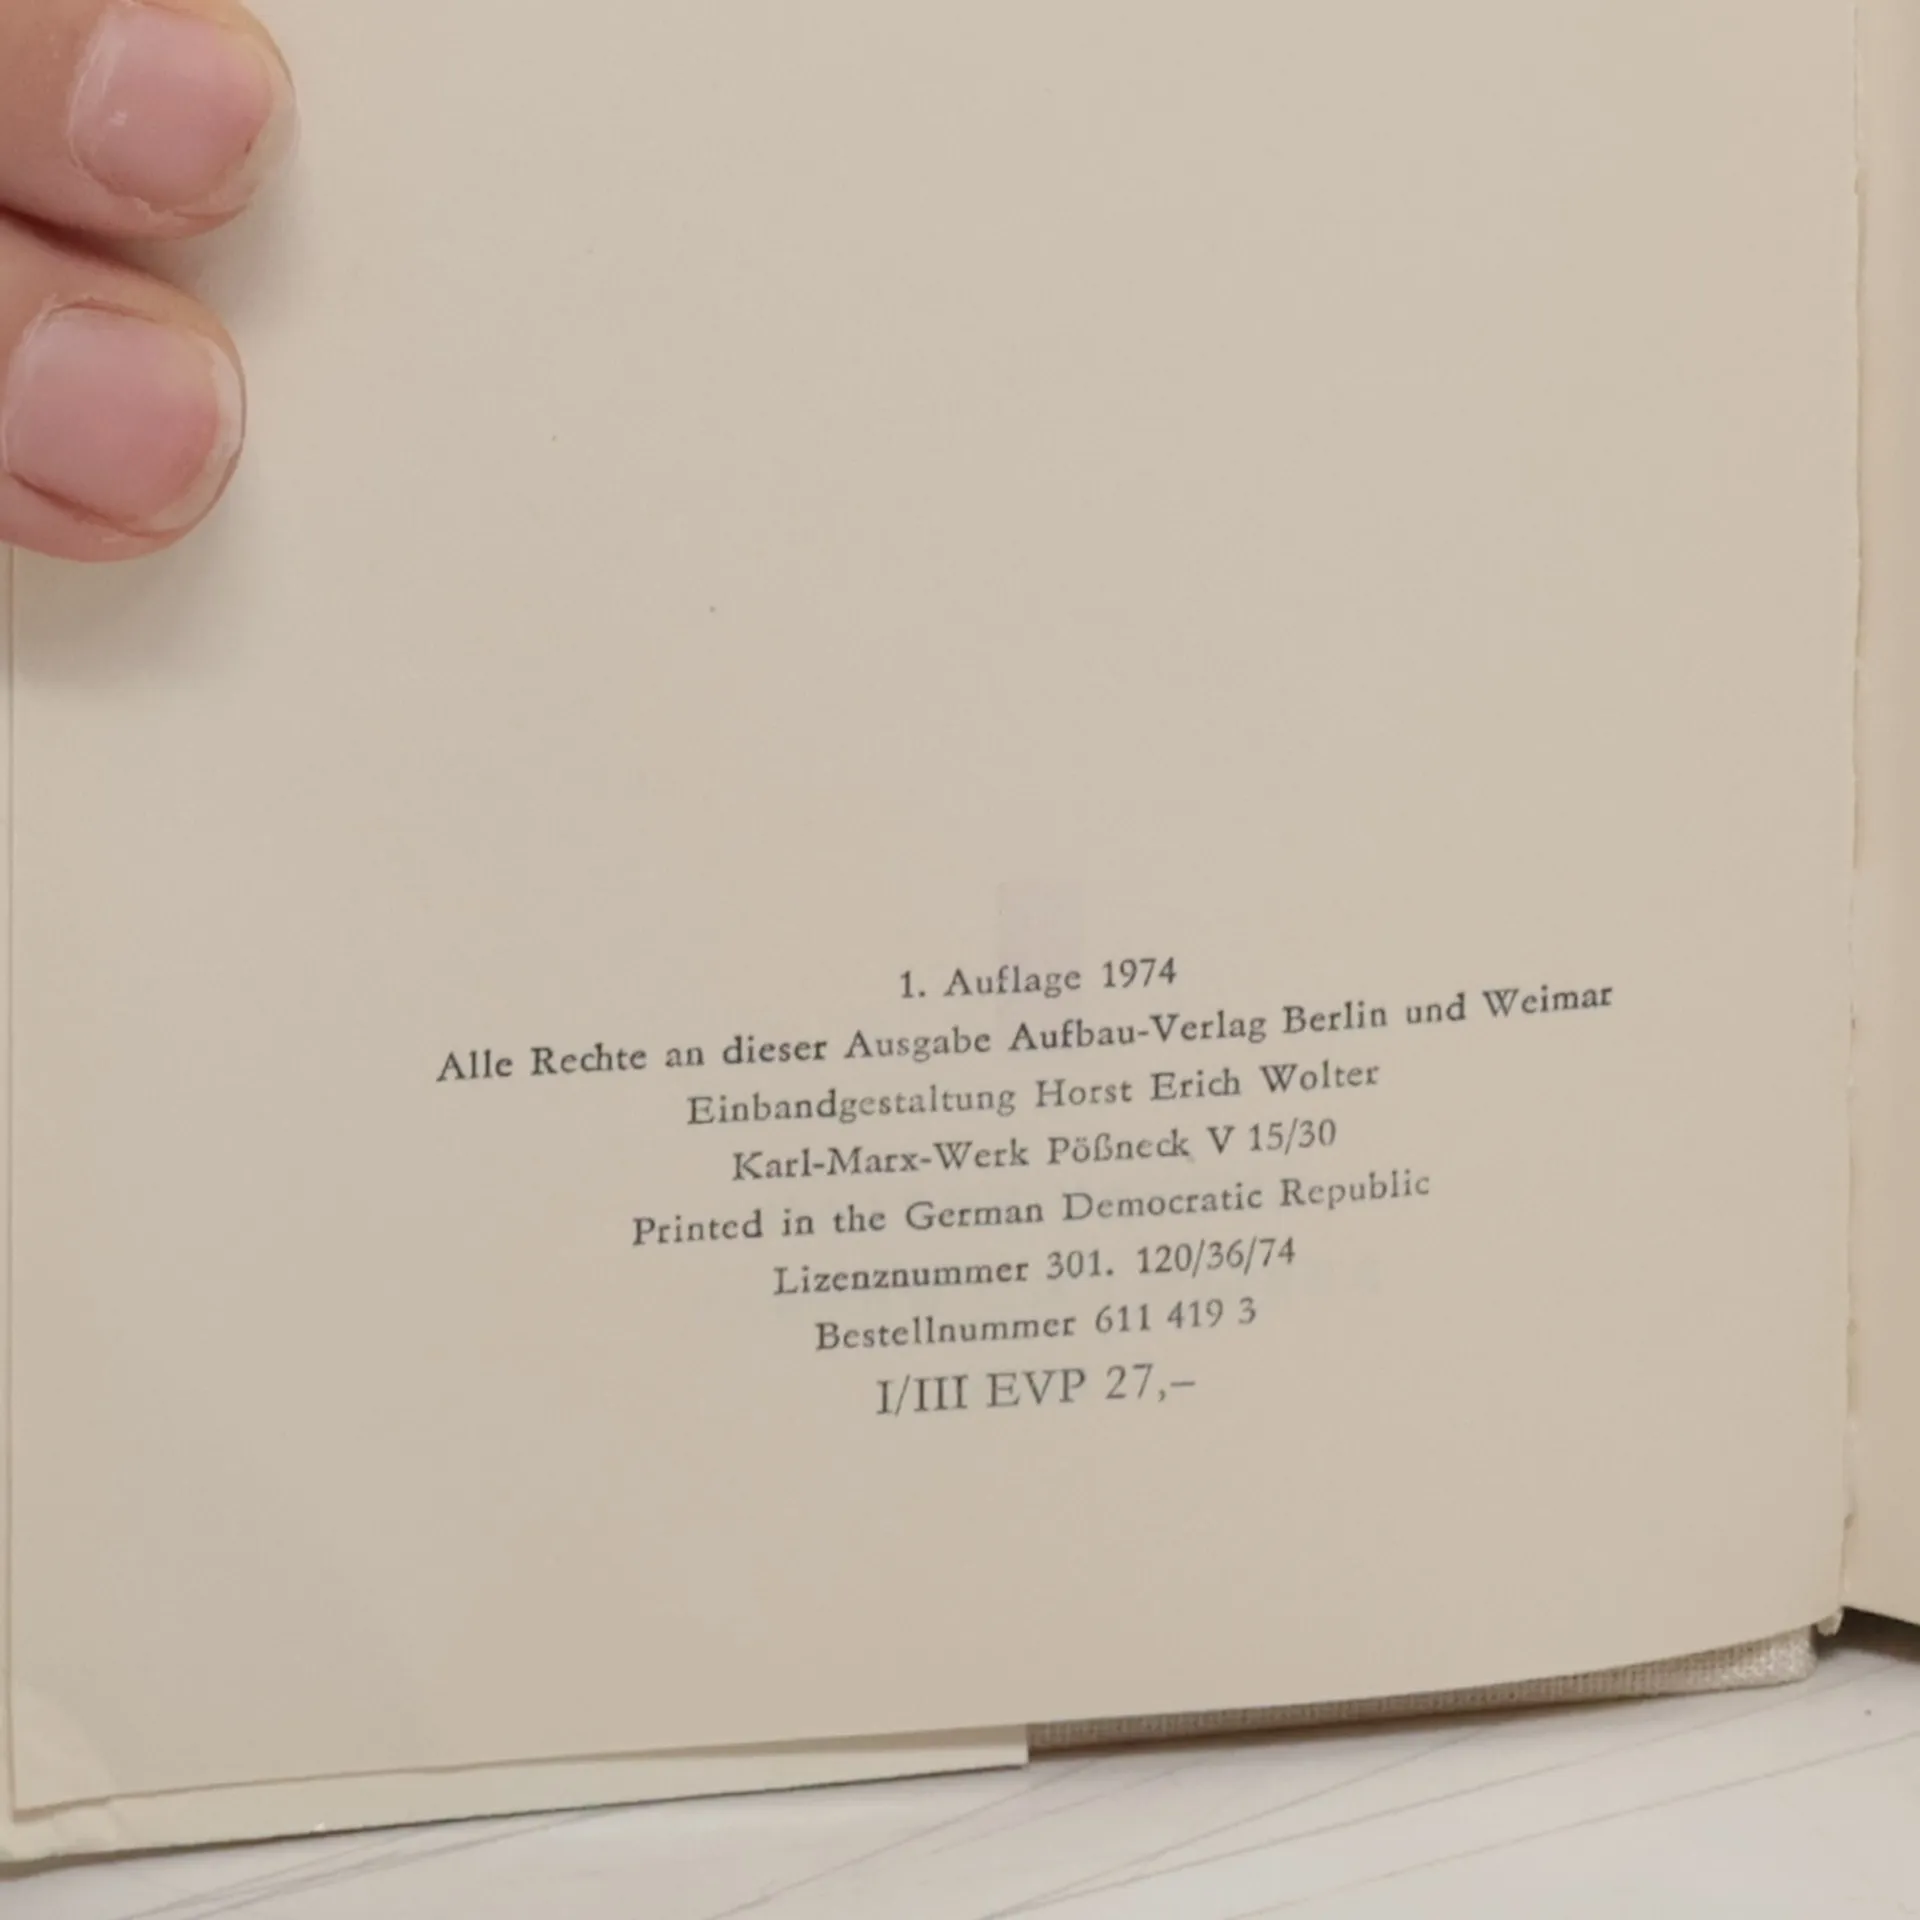 1. Auflage 1974
Alle Rechte an dieser Ausgabe Aufbau-Verlag Berlin und Weimar
Einbandgestaltung Horst Erich Wolter
Karl-Marx-Werk Pößneck V 15/30
Printed in the German Democratic Republic
Lizenznummer 301. 120/36/74
Bestellnummer 611 419 3
I/III EVP 27,–